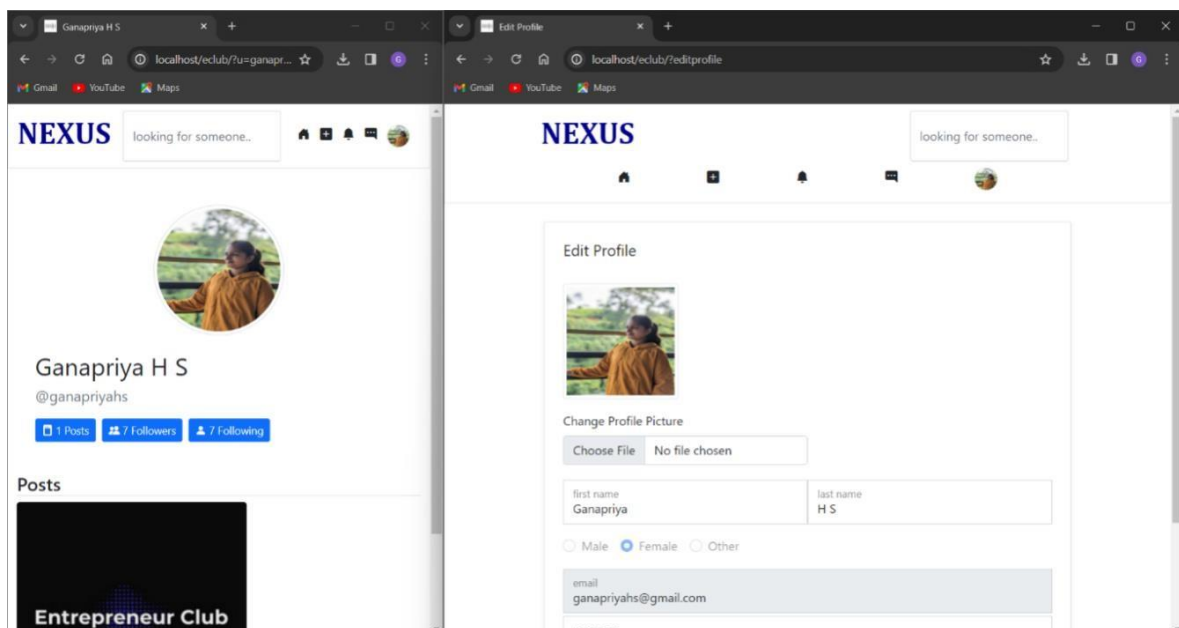 Ganapriya H S
localhost/eclub/?u=ganapr...
G
Gmail YouTube Maps
NEXUS
looking for someone..
Ganapriya H S
@ganapriyahs
1 Posts 7 Followers 7 Following
Posts
Entrepreneur Club
Edit Profile
localhost/eclub/?editprofile
G
Gmail YouTube Maps
NEXUS
looking for someone..
Edit Profile
Change Profile Picture
Choose File No file chosen
first name last name
Ganapriya H S
Male Female Other
email
ganapriyahs@gmail.com